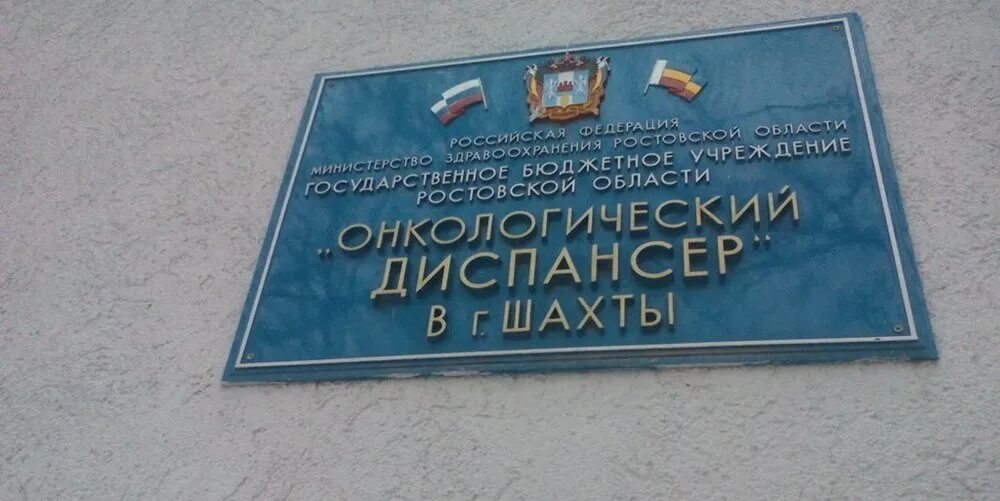 РОССИЙСКАЯ ФЕДЕРАЦИЯ
МИНИСТЕРСТВО ЗДРАВООХРАНЕНИЯ РОСТОВСКОЙ ОБЛАСТИ
ГОСУДАРСТВЕННОЕ БЮДЖЕТНОЕ УЧРЕЖДЕНИЕ
РОСТОВСКОЙ ОБЛАСТИ
"ОНКОЛОГИЧЕСКИЙ
ДИСПАНСЕР"
В Г. ШАХТЫ